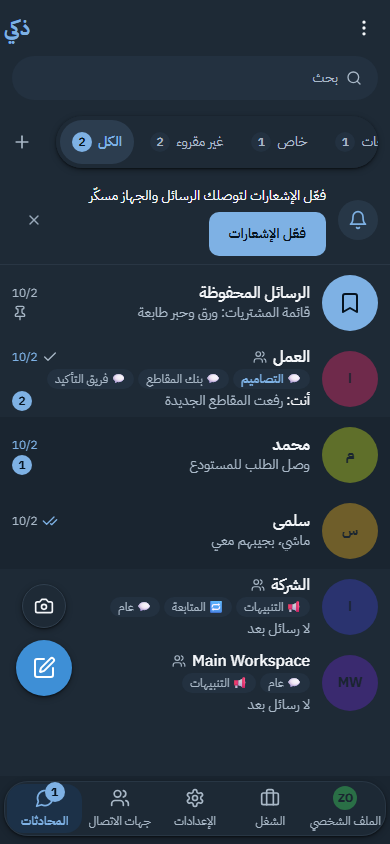 ذكي
بحث
الكل 2
غير مقروء 2
خاص 1
ات 1
فعّل الإشعارات لتوصلك الرسائل والجهاز مسكّر
فعّل الإشعارات
الرسائل المحفوظة 10/2
قائمة المشتريات: ورق وحبر طابعة
العمل 10/2
التصاميم بنك المقاطع فريق التأكيد
أنت: رفعت المقاطع الجديدة 2
م
محمد 10/2
وصل الطلب للمستودع 1
س
سلمى 10/2
ماشي، بجيبهم معي
الشركة
التنبيهات المتابعة عام
لا رسائل بعد
MW
Main Workspace
عام التنبيهات
لا رسائل بعد
1
ZO
المحادثات جهات الاتصال الإعدادات الشغل الملف الشخصي